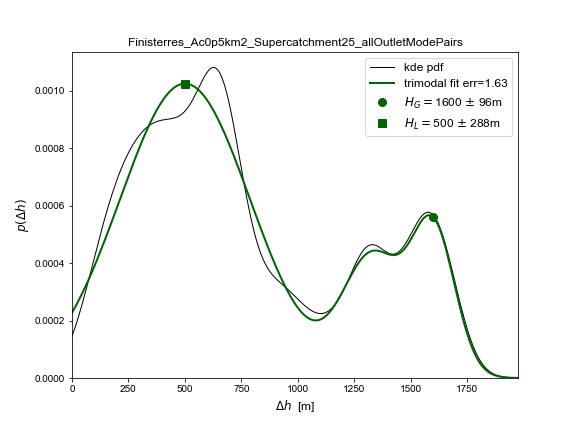 Finisterres_Ac0p5km2_Supercatchment25_allOutletModePairs
kde pdf
trimodal fit err=1.63
H_G = 1600 ± 96m
H_L = 500 ± 288m
p(Δh)
0.0010
0.0008
0.0006
0.0004
0.0002
0.0000
0 250 500 750 1000 1250 1500 1750
Δh [m]